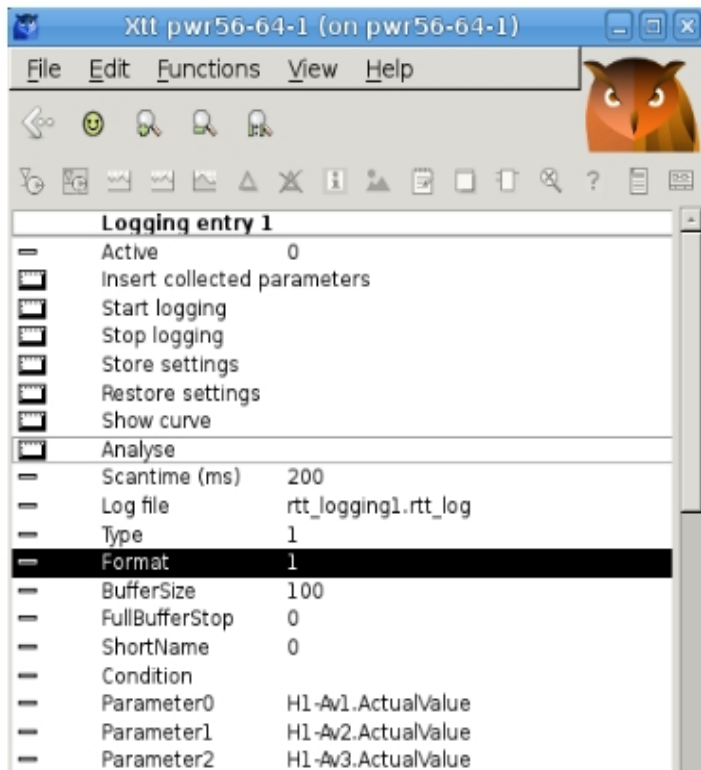 Xtt pwr56-64-1 (on pwr56-64-1)
File Edit Functions View Help
Logging entry 1
Active 0
Insert collected parameters
Start logging
Stop logging
Store settings
Restore settings
Show curve
Analyse
Scantime (ms) 200
Log file rtt_logging1.rtt_log
Type 1
Format 1
BufferSize 100
FullBufferStop 0
ShortName 0
Condition
Parameter0 H1-Av1.ActualValue
Parameter1 H1-Av2.ActualValue
Parameter2 H1-Av3.ActualValue